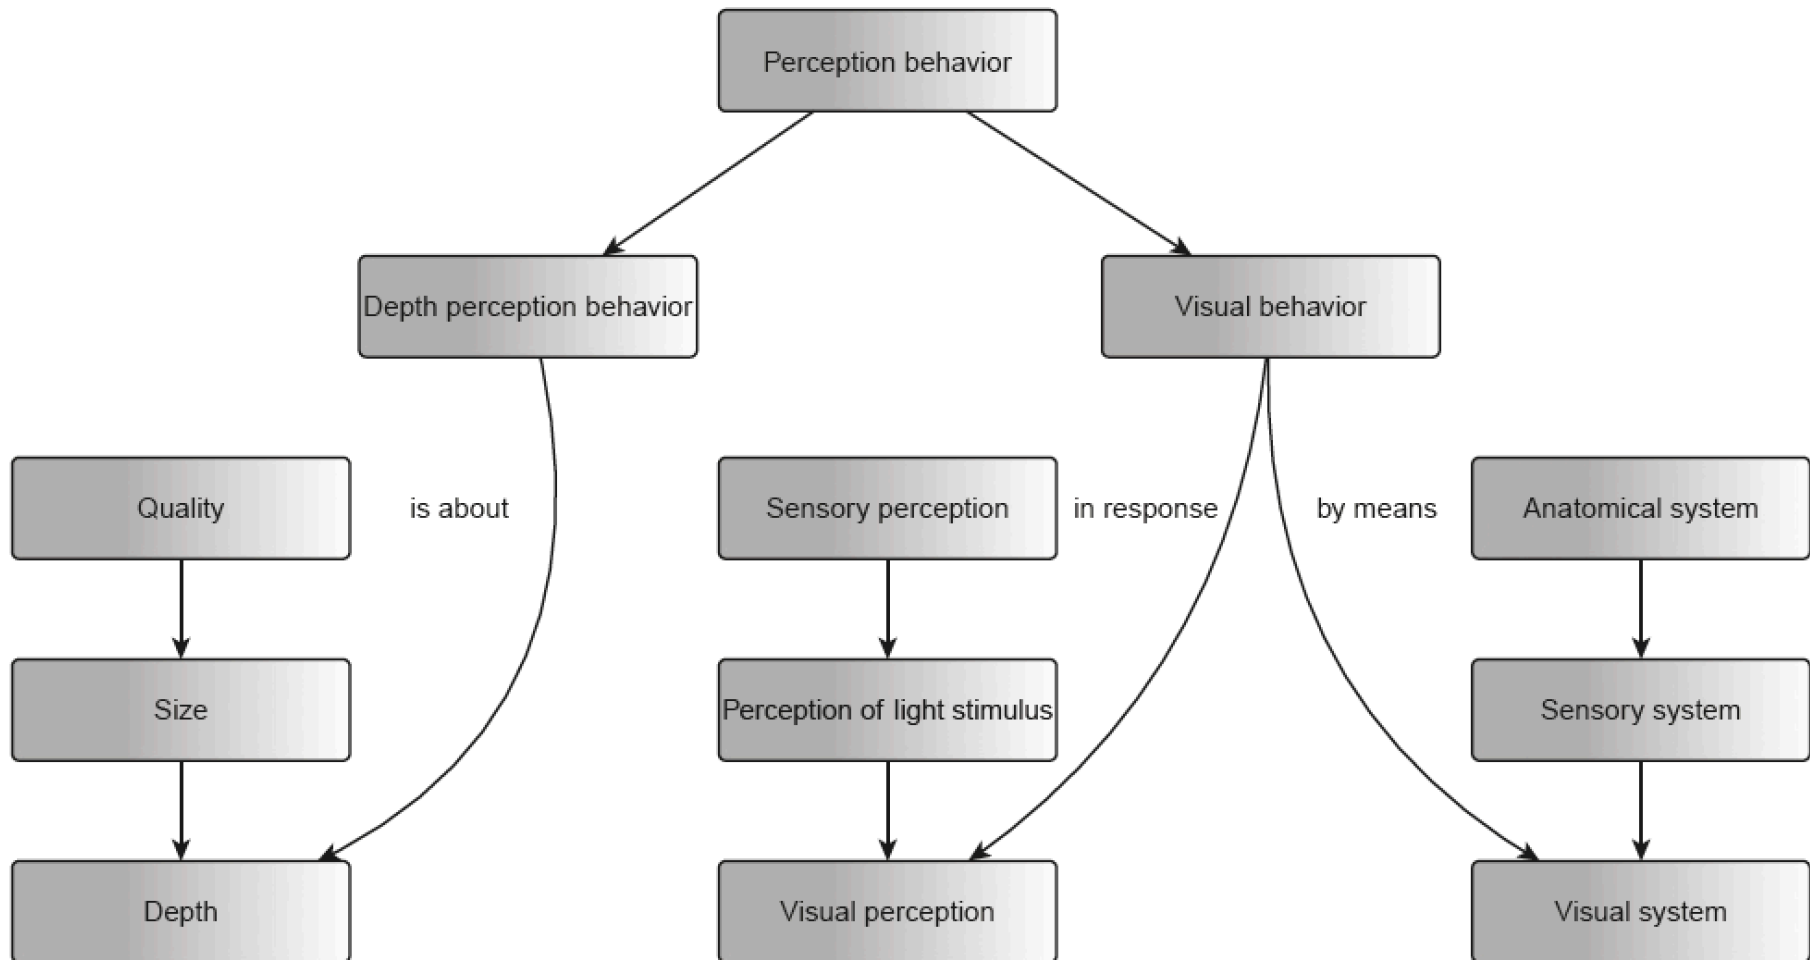 Perception behavior
Depth perception behavior
Visual behavior
Quality
is about
Sensory perception
in response
by means
Anatomical system
Size
Perception of light stimulus
Sensory system
Depth
Visual perception
Visual system